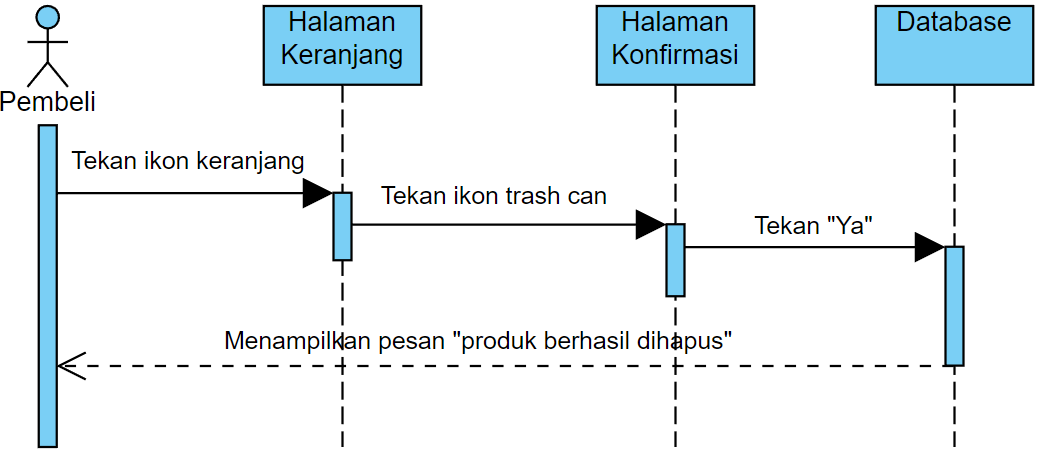 Halaman
Keranjang
Halaman
Konfirmasi
Database
Pembeli
Tekan ikon keranjang
Tekan ikon trash can
Tekan "Ya"
Menampilkan pesan "produk berhasil dihapus"